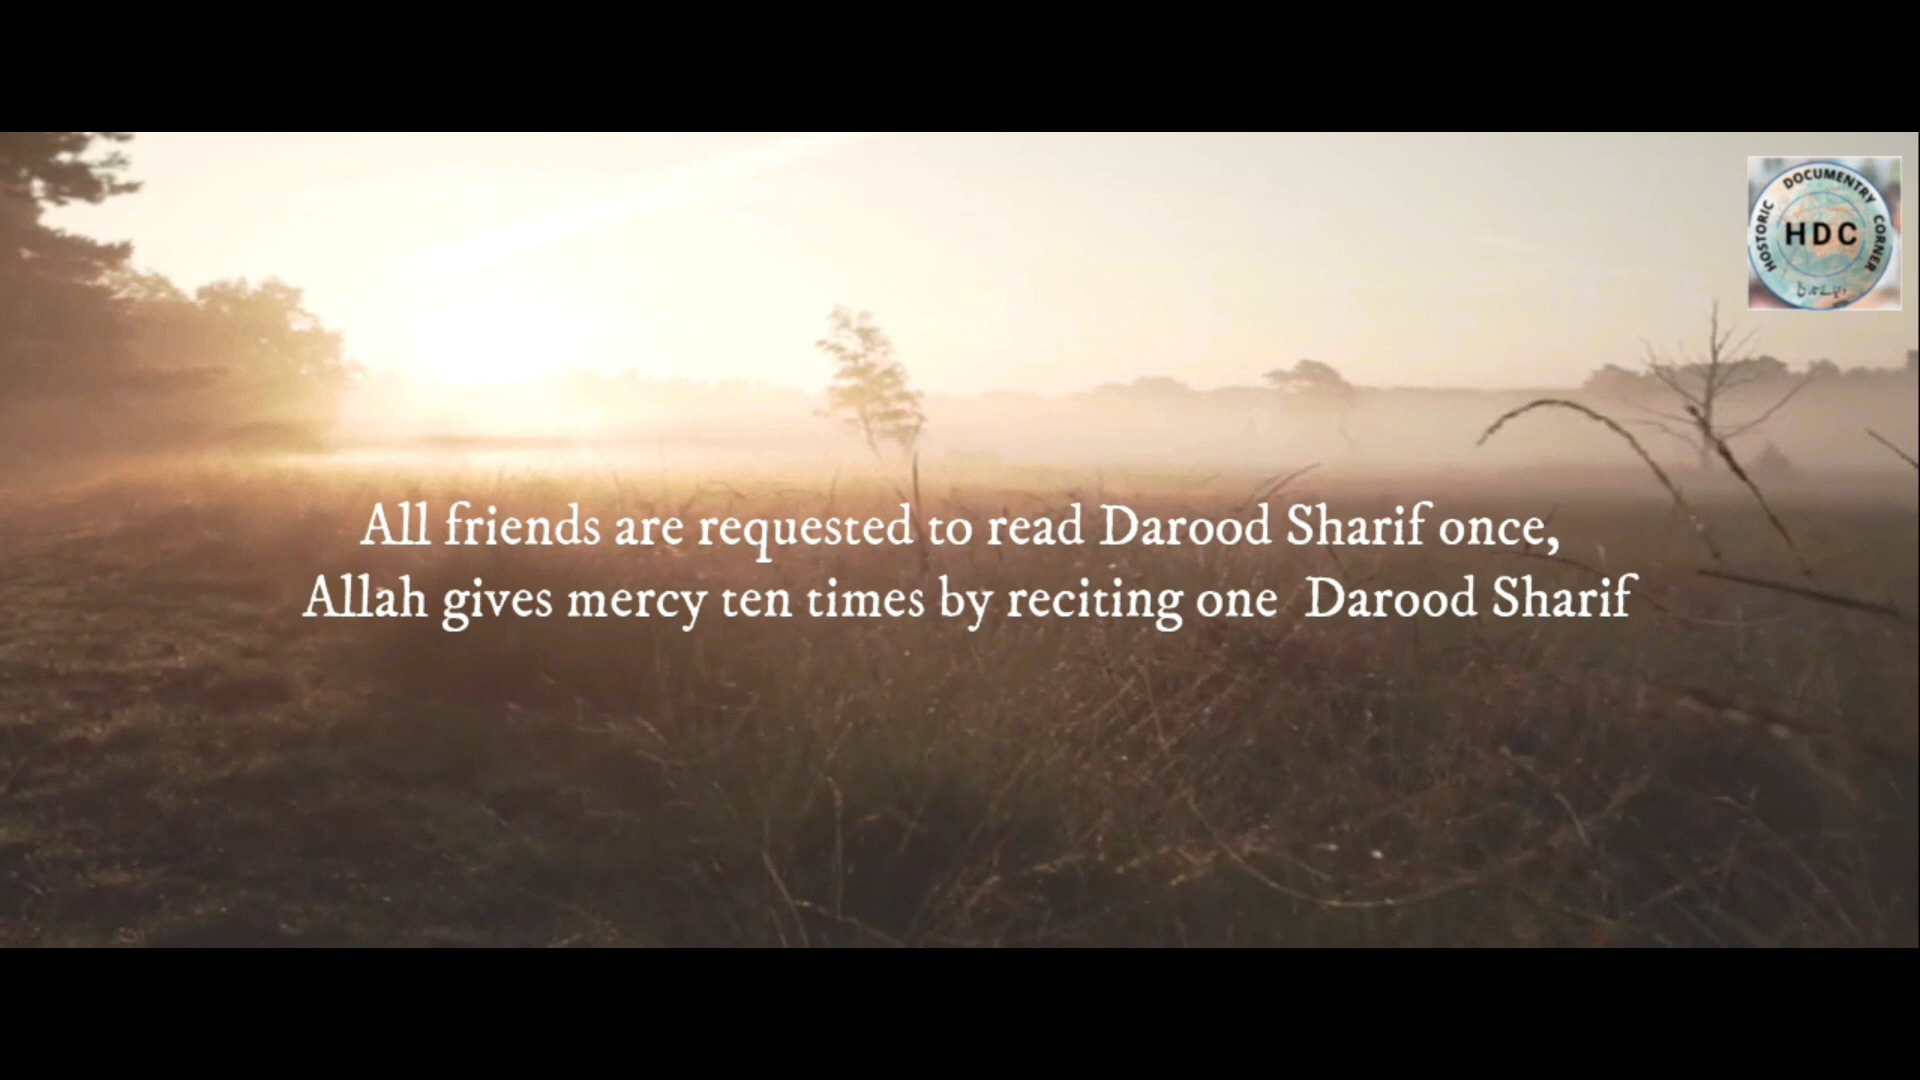 HOSTORIC DOCUMENTRY CORNER
HDC
All friends are requested to read Darood Sharif once,
Allah gives mercy ten times by reciting one Darood Sharif